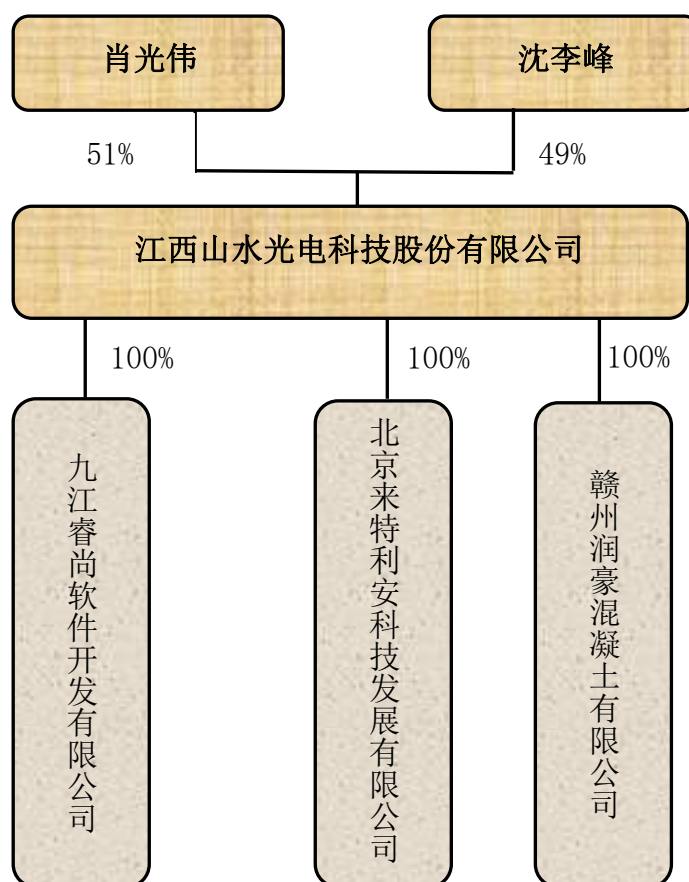 肖光伟
沈李峰
51%
49%
江西山水光电科技股份有限公司
100%
100%
100%
九江睿尚软件开发有限公司
北京来特利安科技发展有限公司
赣州润豪混凝土有限公司